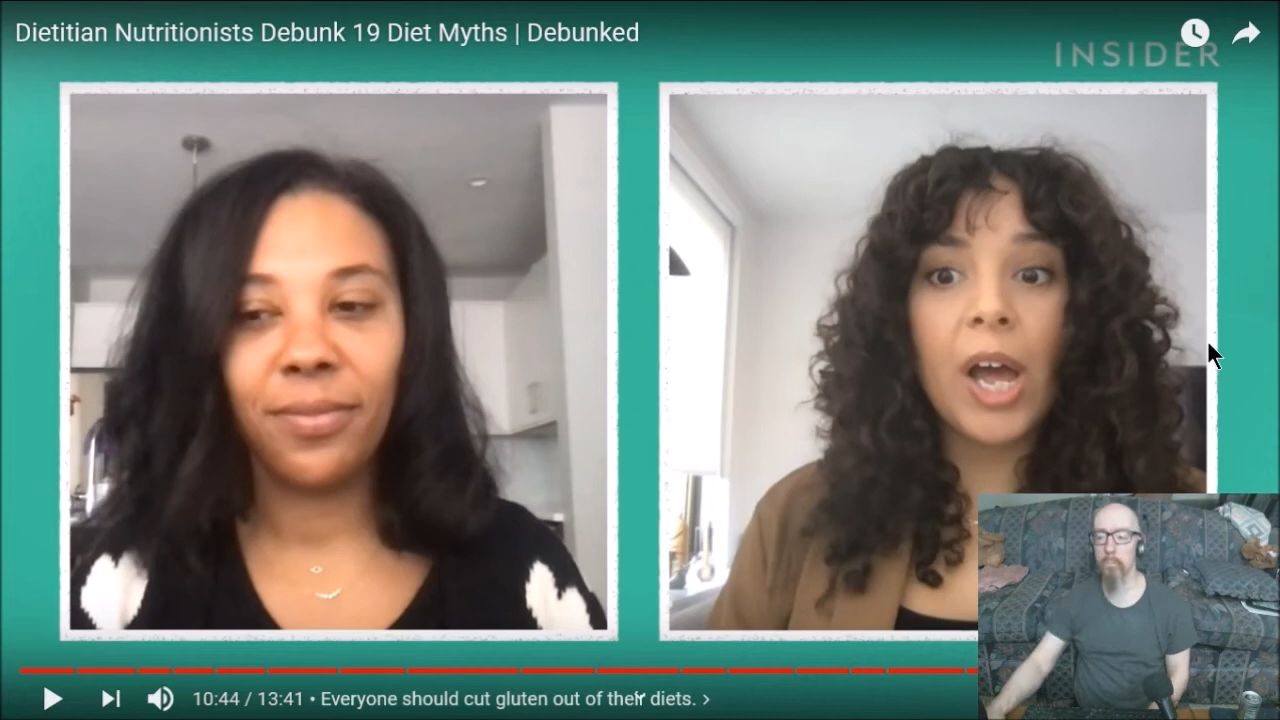 Dietitian Nutritionists Debunk 19 Diet Myths | Debunked
INSIDER
10:44 / 13:41 • Everyone should cut gluten out of their diets. >